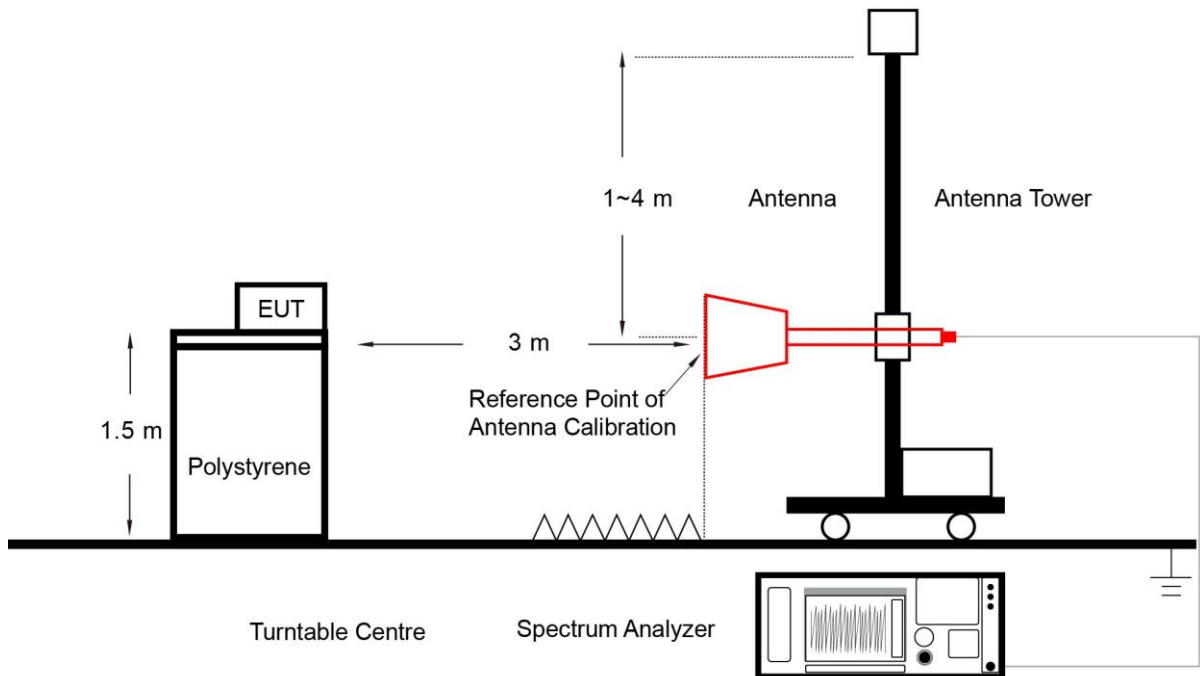 1~4 m
Antenna
Antenna Tower
EUT
3 m
Reference Point of
Antenna Calibration
1.5 m
Polystyrene
Turntable Centre
Spectrum Analyzer